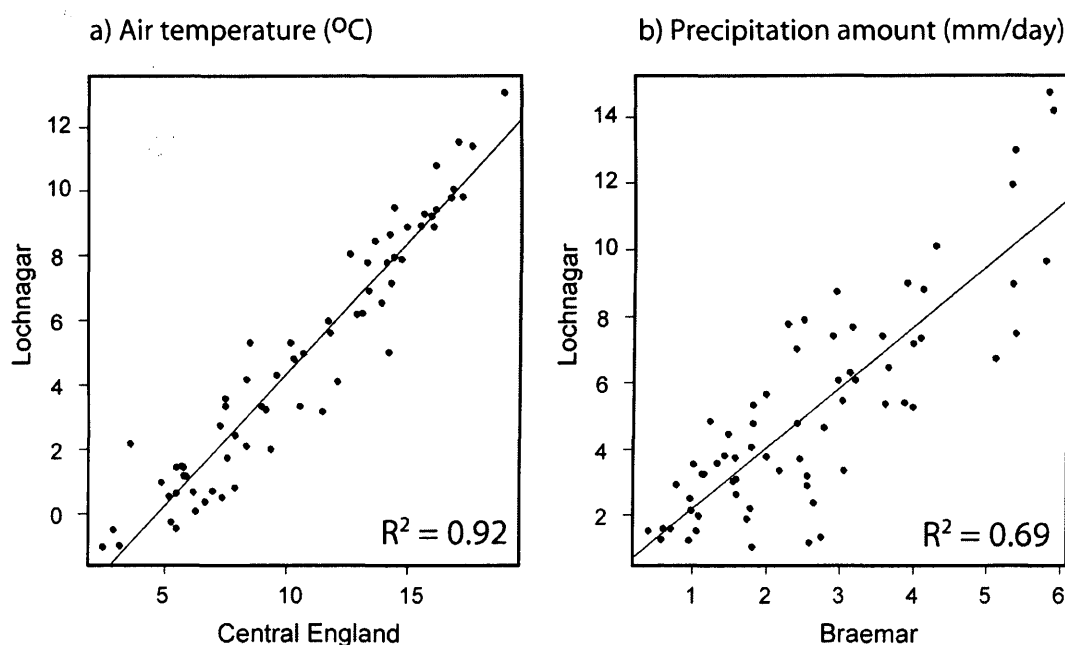 a) Air temperature (ºC)
12
10
8
6
4
2
0
Lochnagar
R² = 0.92
5
10
15
Central England
b) Precipitation amount (mm/day)
14
12
10
8
6
4
2
Lochnagar
R² = 0.69
1
2
3
4
5
6
Braemar